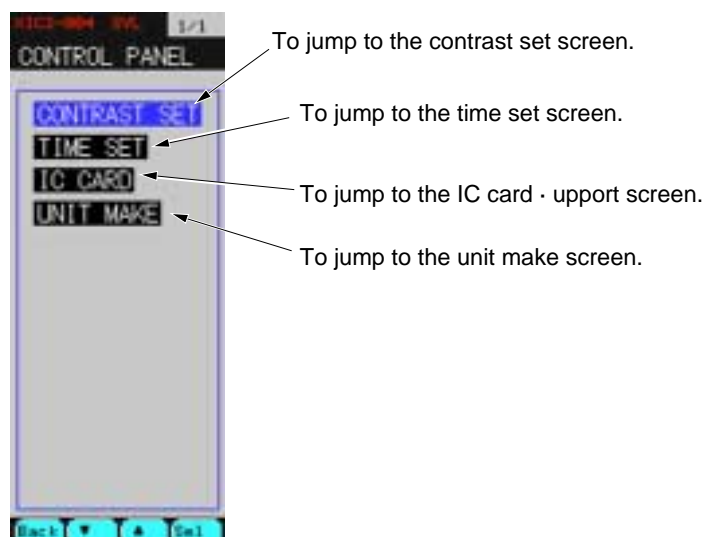 1/1
CONTROL PANEL
CONTRAST SET
TIME SET
IC CARD
UNIT MAKE
Back ▼ ▲ Sel
To jump to the contrast set screen.
To jump to the time set screen.
To jump to the IC card · upport screen.
To jump to the unit make screen.